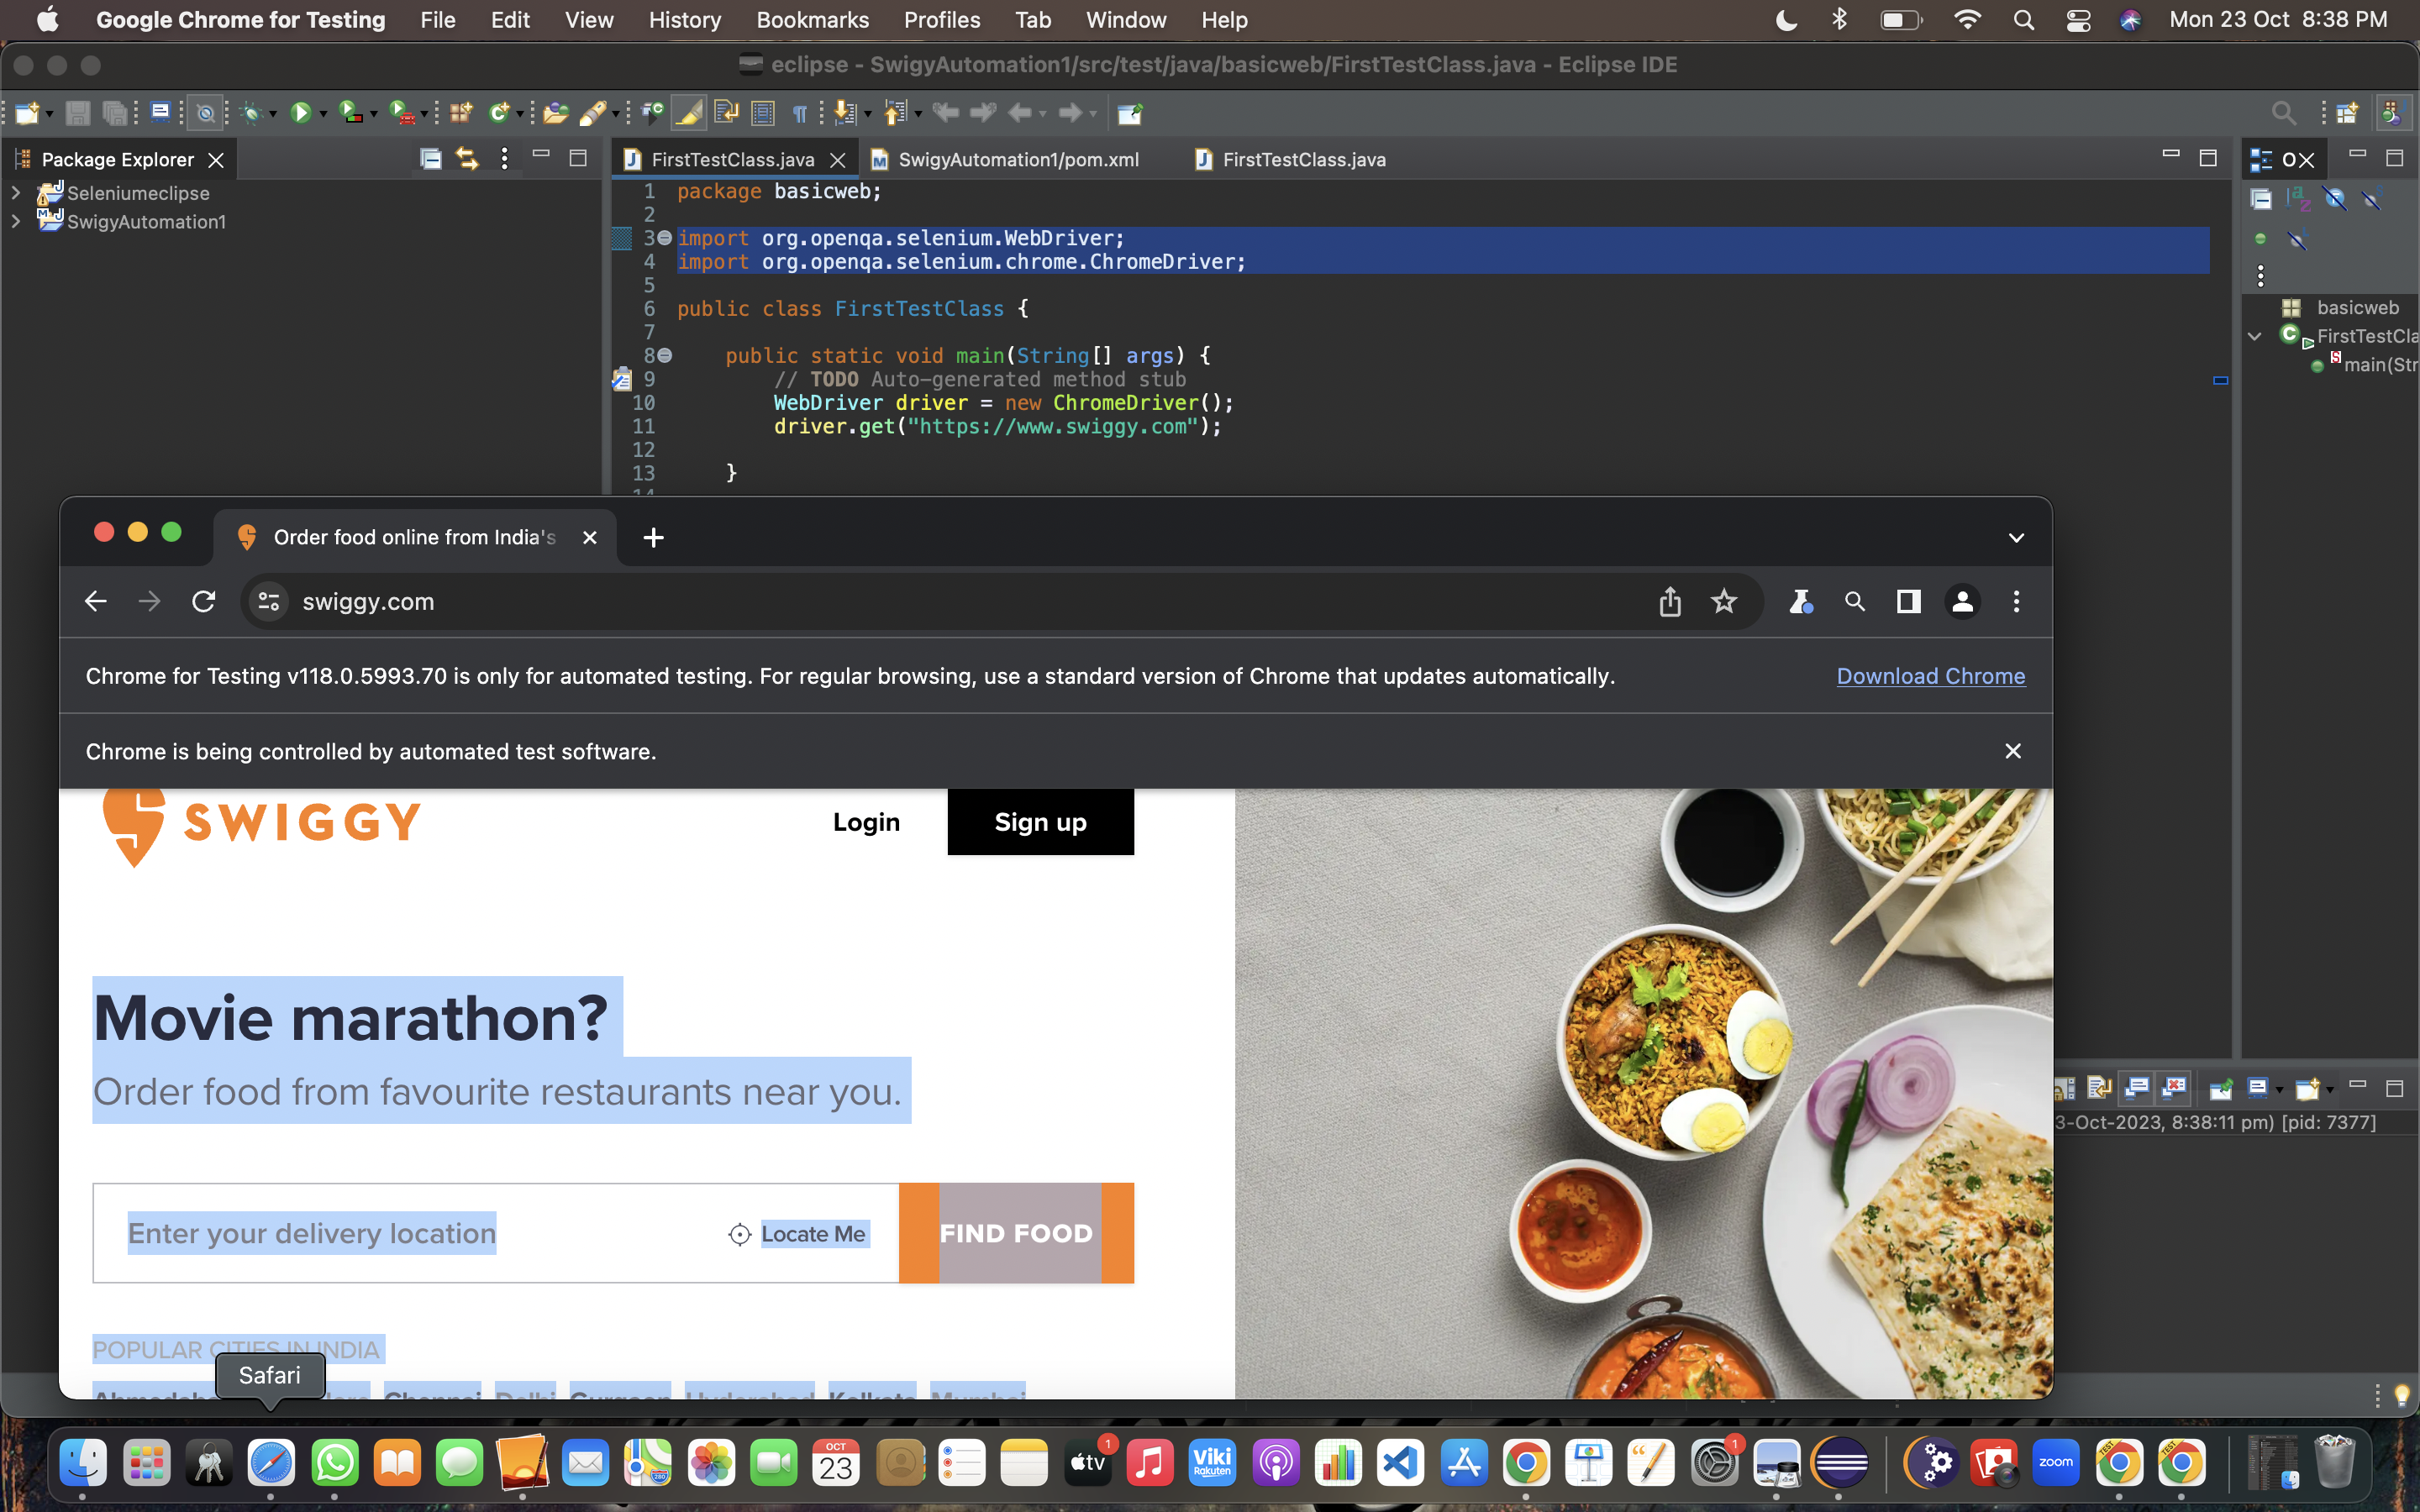 Google Chrome for Testing File Edit View History Bookmarks Profiles Tab Window Help Mon 23 Oct 8:38 PM
eclipse - SwigyAutomation1/src/test/java/basicweb/FirstTestClass.java - Eclipse IDE
Package Explorer
FirstTestClass.java SwigyAutomation1/pom.xml FirstTestClass.java
Seleniumeclipse
SwigyAutomation1
1 package basicweb;
2
3 import org.openqa.selenium.WebDriver;
4 import org.openqa.selenium.chrome.ChromeDriver;
5
6 public class FirstTestClass {
7
8 public static void main(String[] args) {
9 // TODO Auto-generated method stub
10 WebDriver driver = new ChromeDriver();
11 driver.get("https://www.swiggy.com");
12
13 }
basicweb
FirstTestCla
main(Str
Order food online from India's
swiggy.com
Chrome for Testing v118.0.5993.70 is only for automated testing. For regular browsing, use a standard version of Chrome that updates automatically. Download Chrome
Chrome is being controlled by automated test software.
SWIGGY Login Sign up
Movie marathon?
Order food from favourite restaurants near you.
Enter your delivery location Locate Me FIND FOOD
POPULAR CITIES IN INDIA
Chennai Delhi Gurgaon Hyderabad Kolkata Mumbai
Safari
3-Oct-2023, 8:38:11 pm) [pid: 7377]
OCT
23
280
tv
1
Viki
Rakuten
1
zoom
TEST
TEST